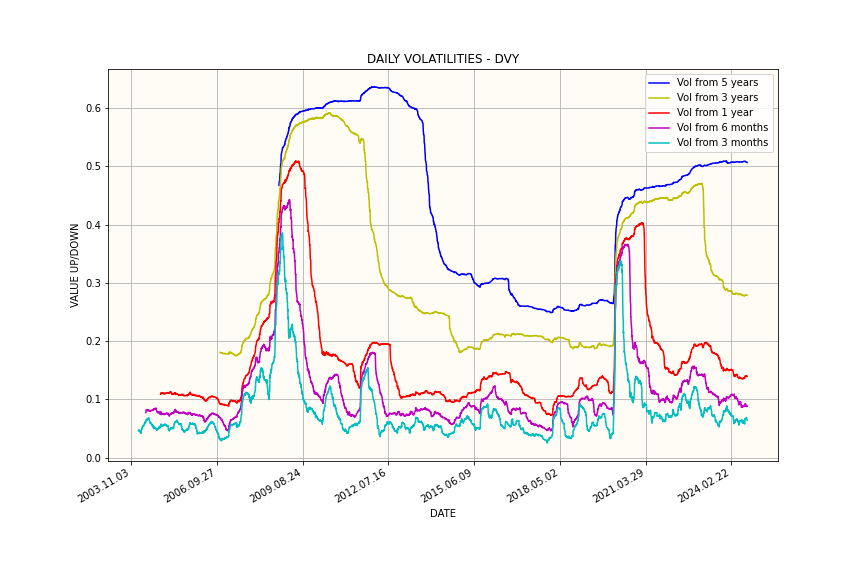 DAILY VOLATILITIES - DVY
Vol from 5 years
Vol from 3 years
Vol from 1 year
Vol from 6 months
Vol from 3 months
VALUE UP/DOWN
0.6
0.5
0.4
0.3
0.2
0.1
0.0
2003.11.03
2006.09.27
2009.08.24
2012.07.16
2015.06.09
2018.05.02
2021.03.29
2024.02.22
DATE